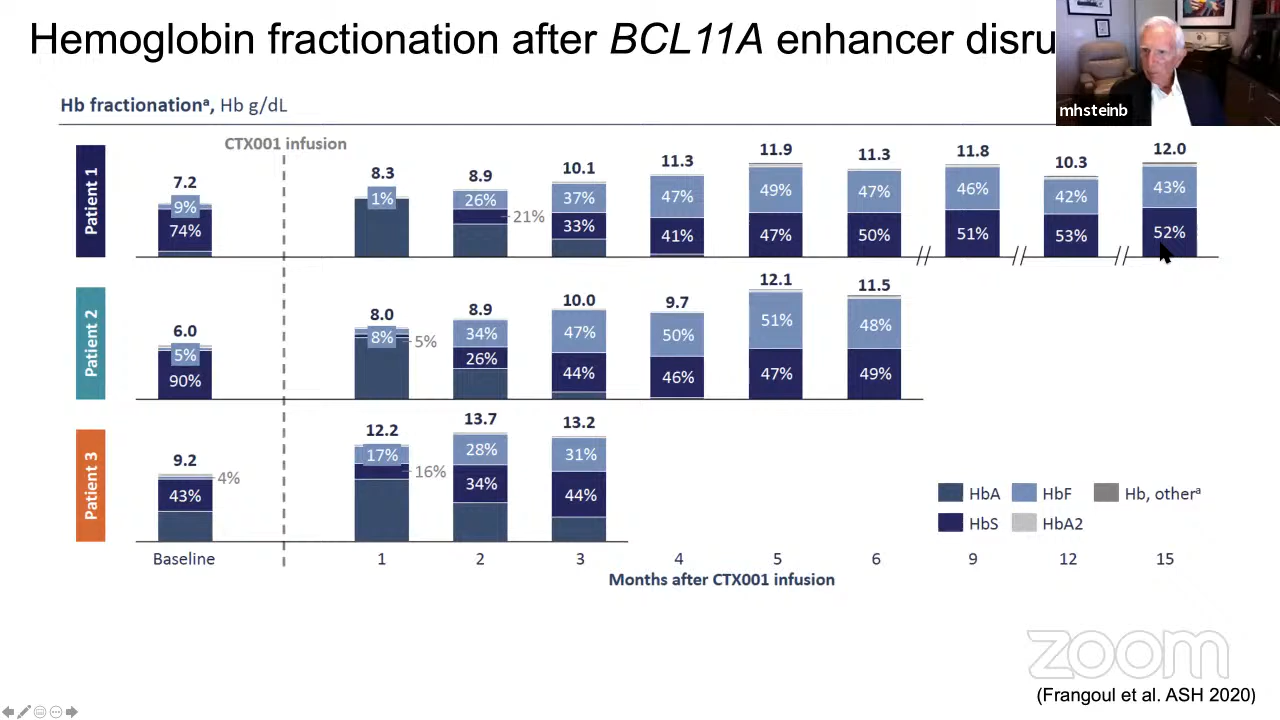 Hemoglobin fractionation after BCL11A enhancer disru
mhsteinb
Hb fractionationᵃ, Hb g/dL
CTX001 infusion
Patient 1
7.2 8.3 8.9 10.1 11.3 11.9 11.3 11.8 10.3 12.0
9% 1% 26% 37% 47% 49% 47% 46% 42% 43%
74% 21% 33% 41% 47% 50% 51% 53% 52%
Patient 2
6.0 8.0 8.9 10.0 9.7 12.1 11.5
5% 8% 34% 47% 50% 51% 48%
90% 5% 26% 44% 46% 47% 49%
Patient 3
9.2 12.2 13.7 13.2
4% 17% 28% 31%
43% 16% 34% 44%
HbA HbF Hb, otherᵃ
HbS HbA2
Baseline 1 2 3 4 5 6 9 12 15
Months after CTX001 infusion
zoom
(Frangoul et al. ASH 2020)